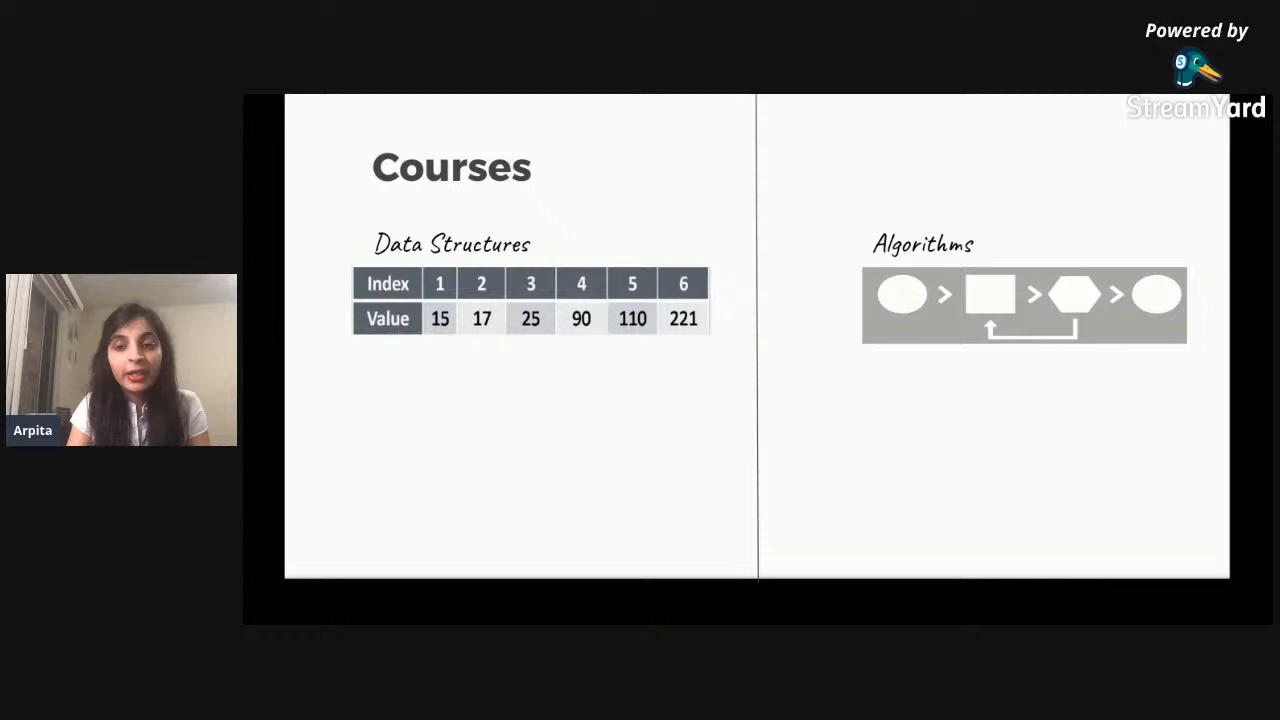 Powered by
StreamYard
Courses
Data Structures
Index 1 2 3 4 5 6
Value 15 17 25 90 110 221
Algorithms
Arpita